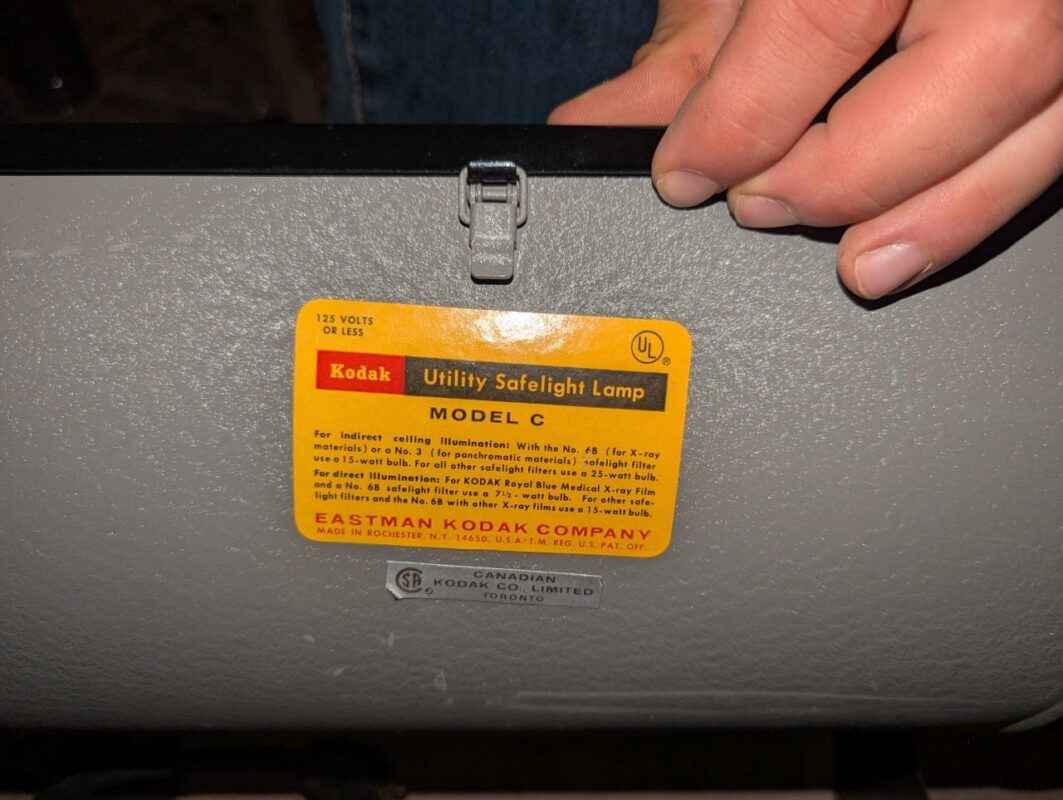 125 VOLTS
OR LESS
UL®
Kodak Utility Safelight Lamp
MODEL C
For indirect ceiling illumination: With the No. 6B (for X-ray
materials) or a No. 3 (for panchromatic materials) safelight filter
use a 15-watt bulb. For all other safelight filters use a 25-watt bulb.
For direct illumination: For KODAK Royal Blue Medical X-ray Film
and a No. 6B safelight filter use a 7½ - watt bulb. For other safe-
light filters and the No. 6B with other X-ray films use a 15-watt bulb.
EASTMAN KODAK COMPANY
MADE IN ROCHESTER, N.Y. 14650, U.S.A. T.M. REG. U.S. PAT. OFF.
SA
CANADIAN
KODAK CO., LIMITED
TORONTO